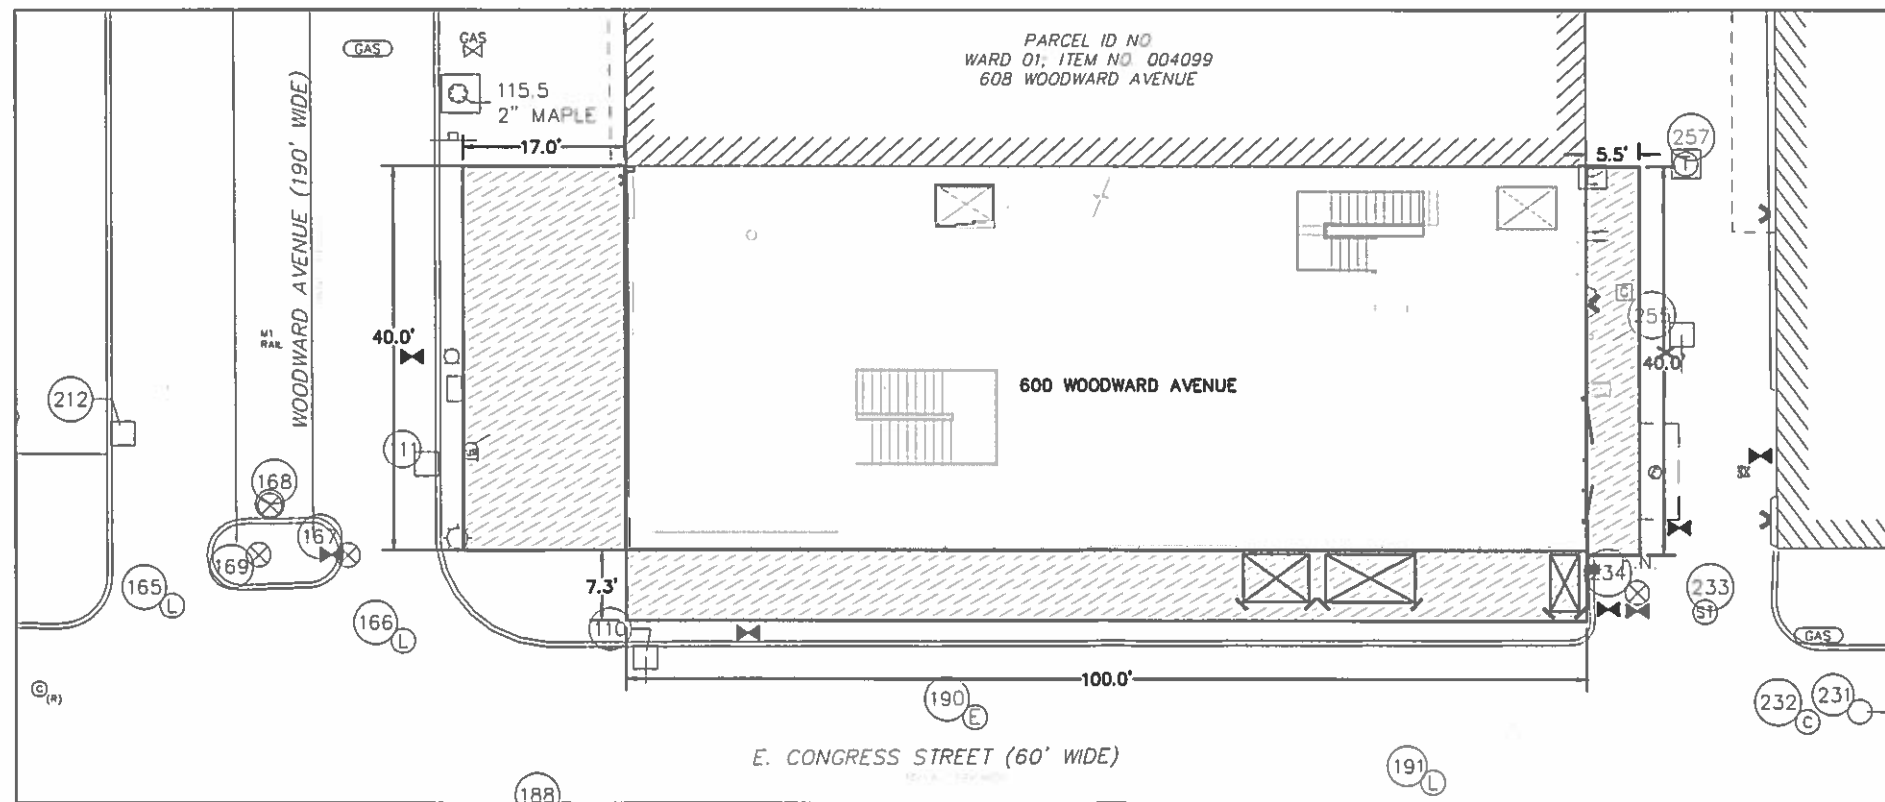 GAS
GAS
115.5
2" MAPLE
PARCEL ID NO
WARD 01; ITEM NO. 004099
608 WOODWARD AVENUE
17.0'
5.5'
257
T
WOODWARD AVENUE (190' WIDE)
M1
RAIL
40.0'
600 WOODWARD AVENUE
G
255
40.0'
212
111
168
167
169
165
L
166
L
7.3'
110
234
N
233
ST
GAS
100.0'
C
(R)
190
E
232
C
231
E. CONGRESS STREET (60' WIDE)
191
L
188